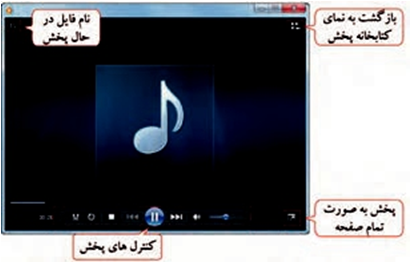 نام فایل در
حال پخش
بازگشت به نمای
کتابخانه پخش
پخش به صورت
تمام صفحه
کنترل های پخش